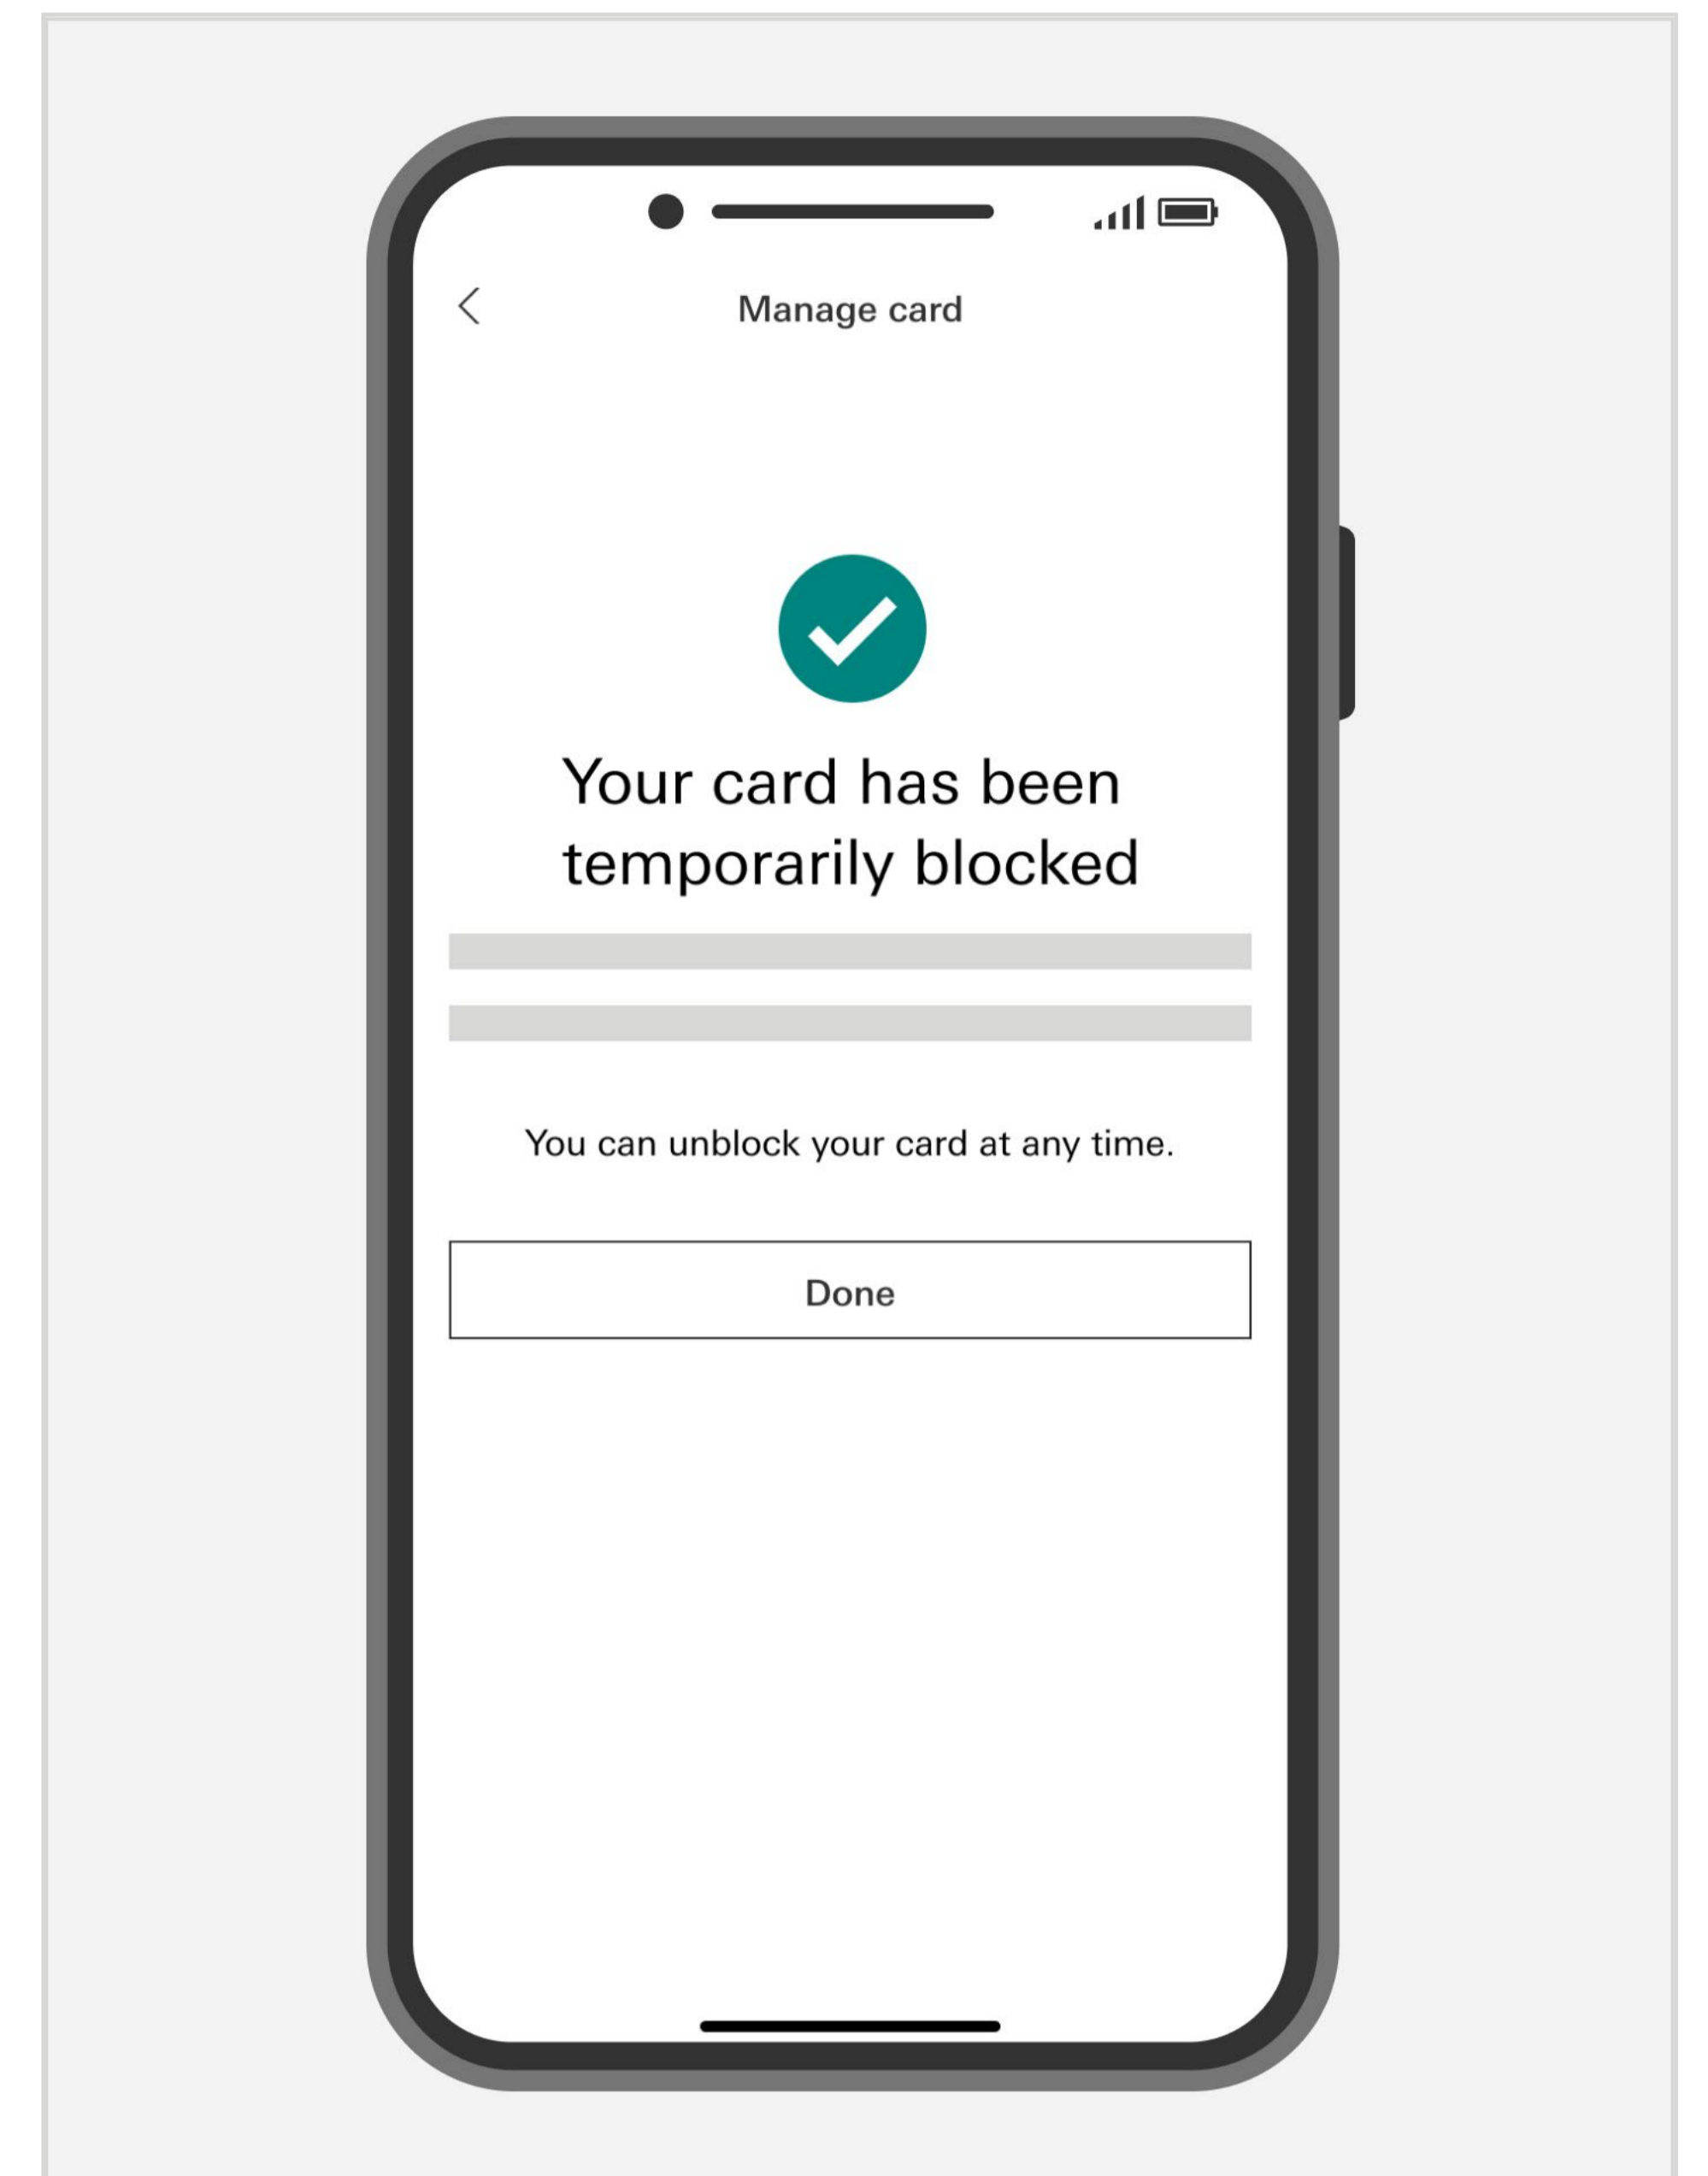 Manage card
Your card has been
temporarily blocked
You can unblock your card at any time.
Done